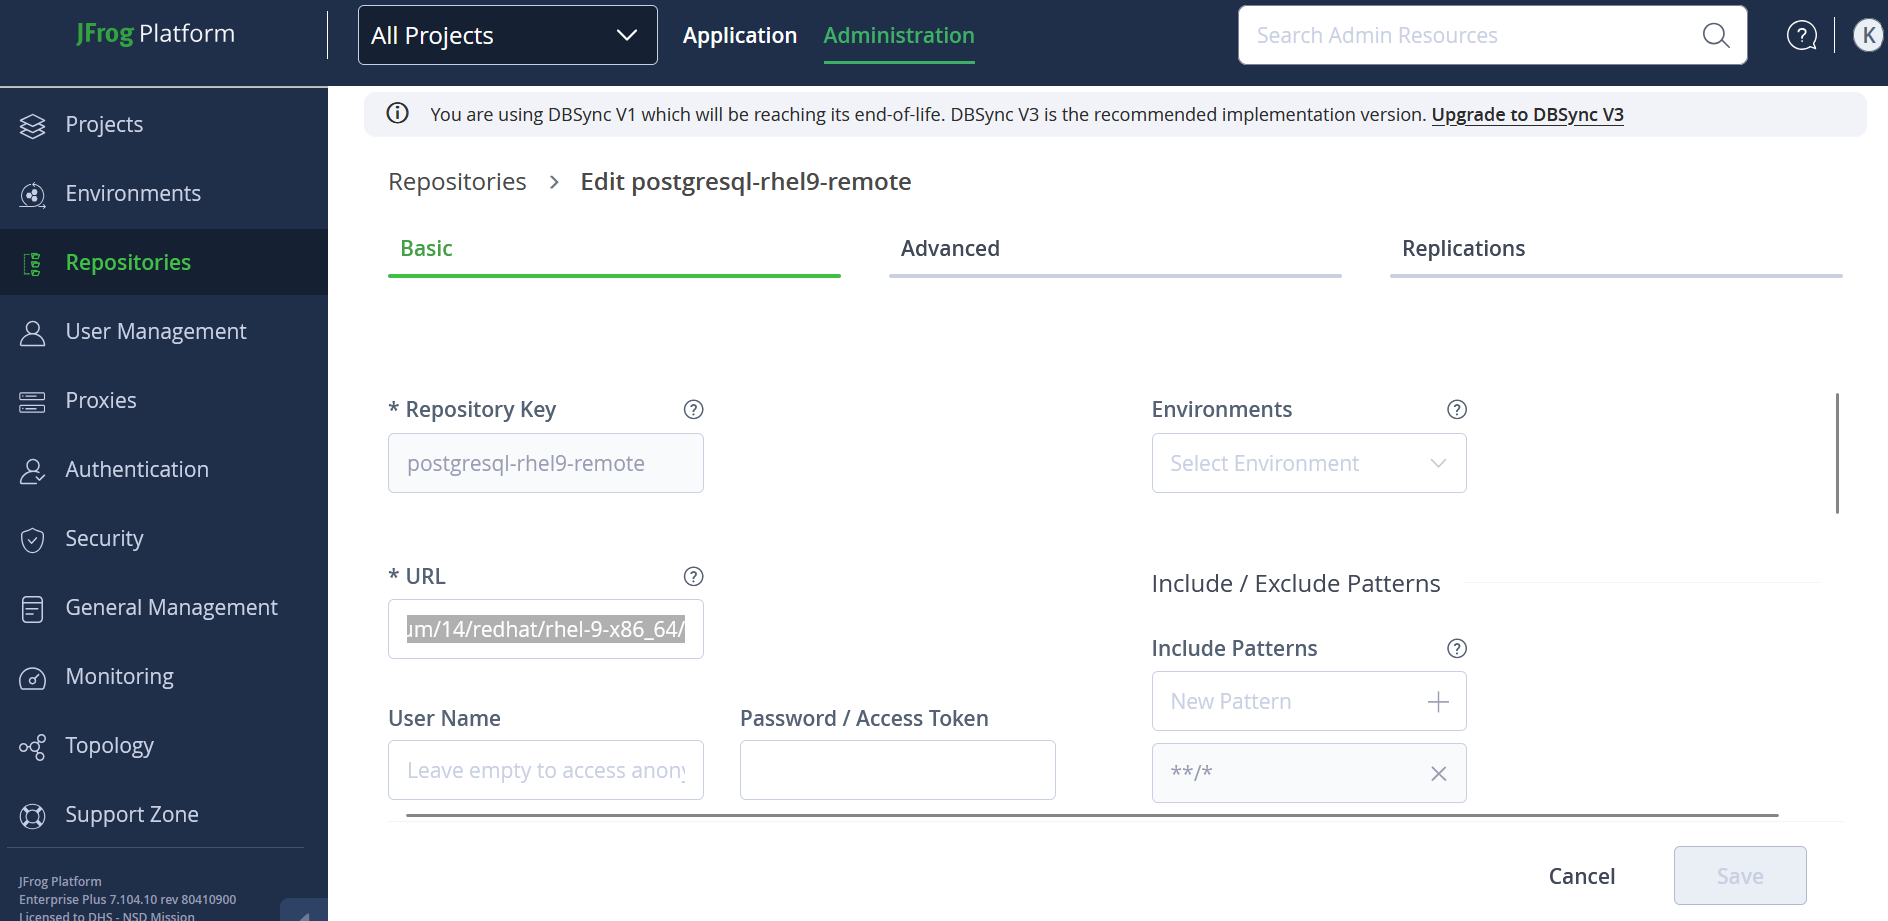 JFrog Platform
All Projects
Application
Administration
Search Admin Resources
?
K
You are using DBSync V1 which will be reaching its end-of-life. DBSync V3 is the recommended implementation version. Upgrade to DBSync V3
Projects
Environments
Repositories
User Management
Proxies
Authentication
Security
General Management
Monitoring
Topology
Support Zone
JFrog Platform
Enterprise Plus 7.104.10 rev 80410900
Licensed to DHS - NSD Mission
Repositories > Edit postgresql-rhel9-remote
Basic
Advanced
Replications
* Repository Key ?
postgresql-rhel9-remote
Environments ?
Select Environment
* URL ?
um/14/redhat/rhel-9-x86_64/
Include / Exclude Patterns
Include Patterns ?
New Pattern
**/*
User Name
Leave empty to access anony
Password / Access Token
Cancel
Save